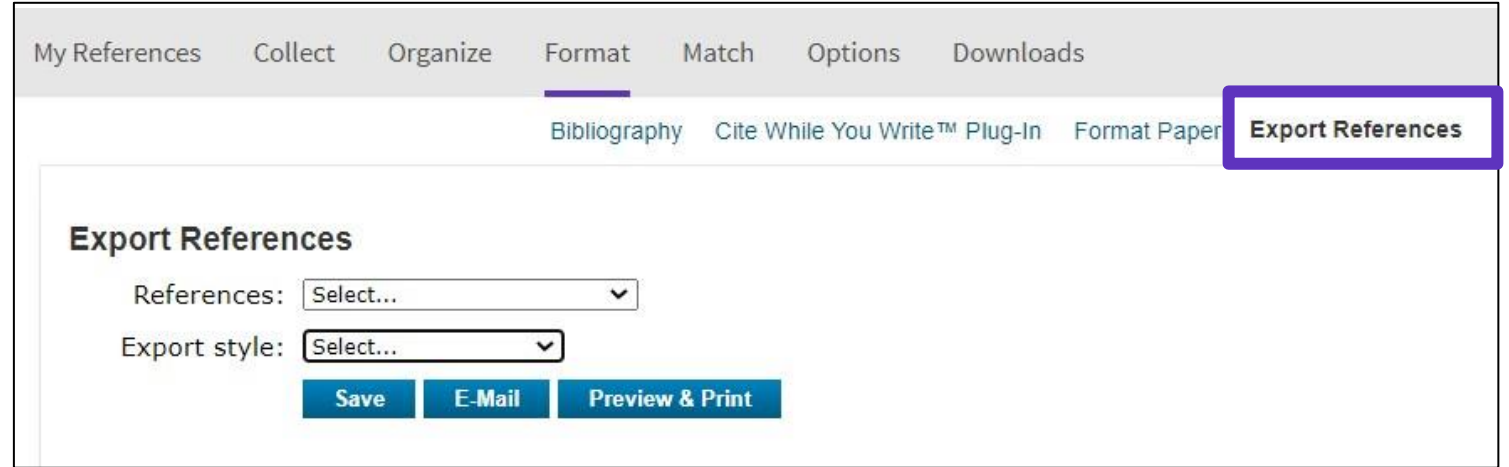 My References Collect Organize Format Match Options Downloads
Bibliography Cite While You Write™ Plug-In Format Paper Export References
Export References
References: Select...
Export style: Select...
Save E-Mail Preview & Print